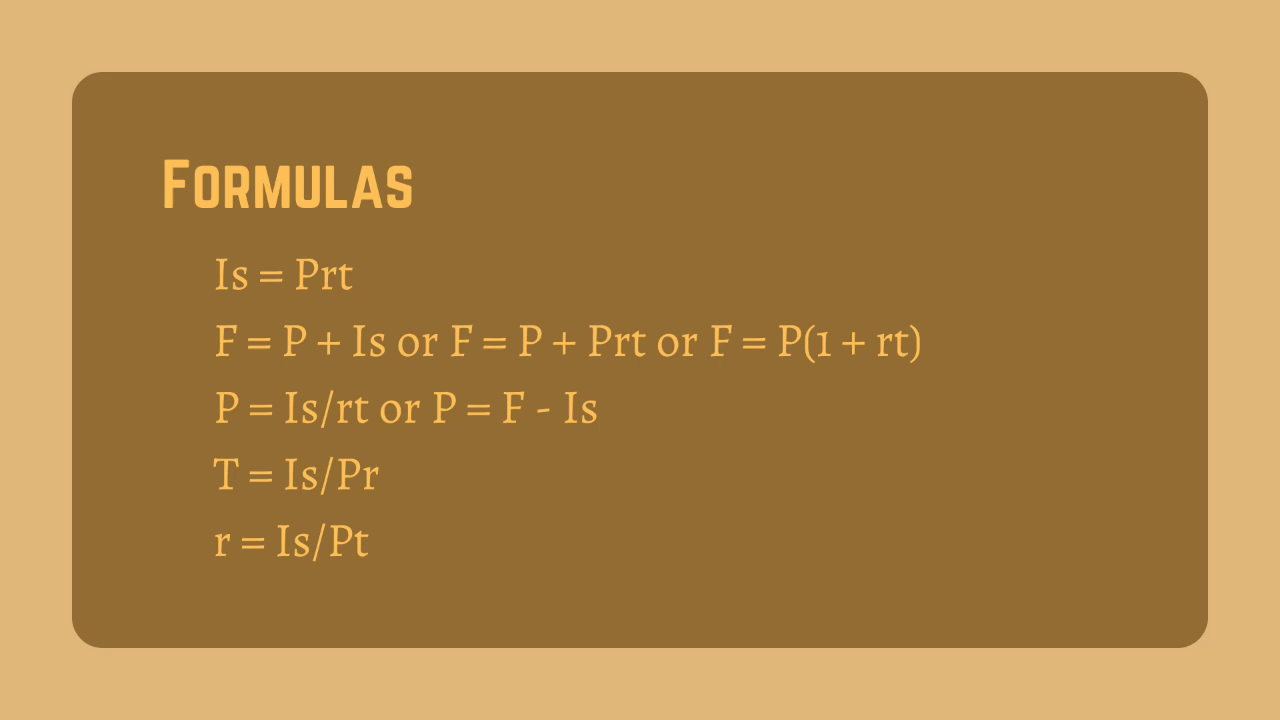 Formulas
Is = Prt
F = P + Is or F = P + Prt or F = P(1 + rt)
P = Is/rt or P = F - Is
T = Is/Pr
r = Is/Pt